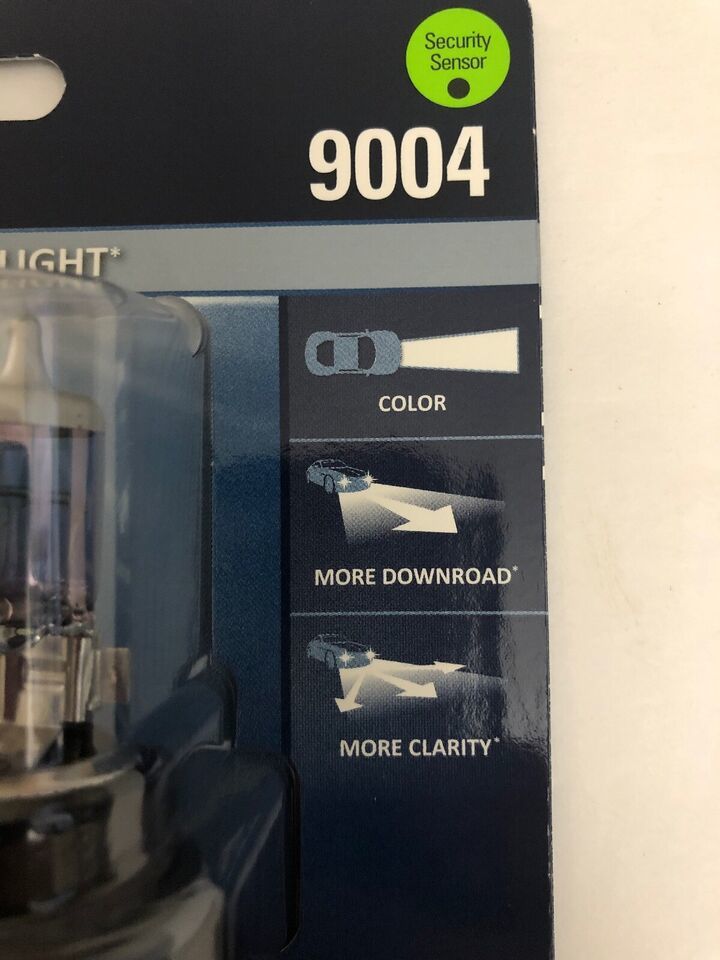 Security
Sensor
9004
LIGHT*
COLOR
MORE DOWNROAD*
MORE CLARITY*